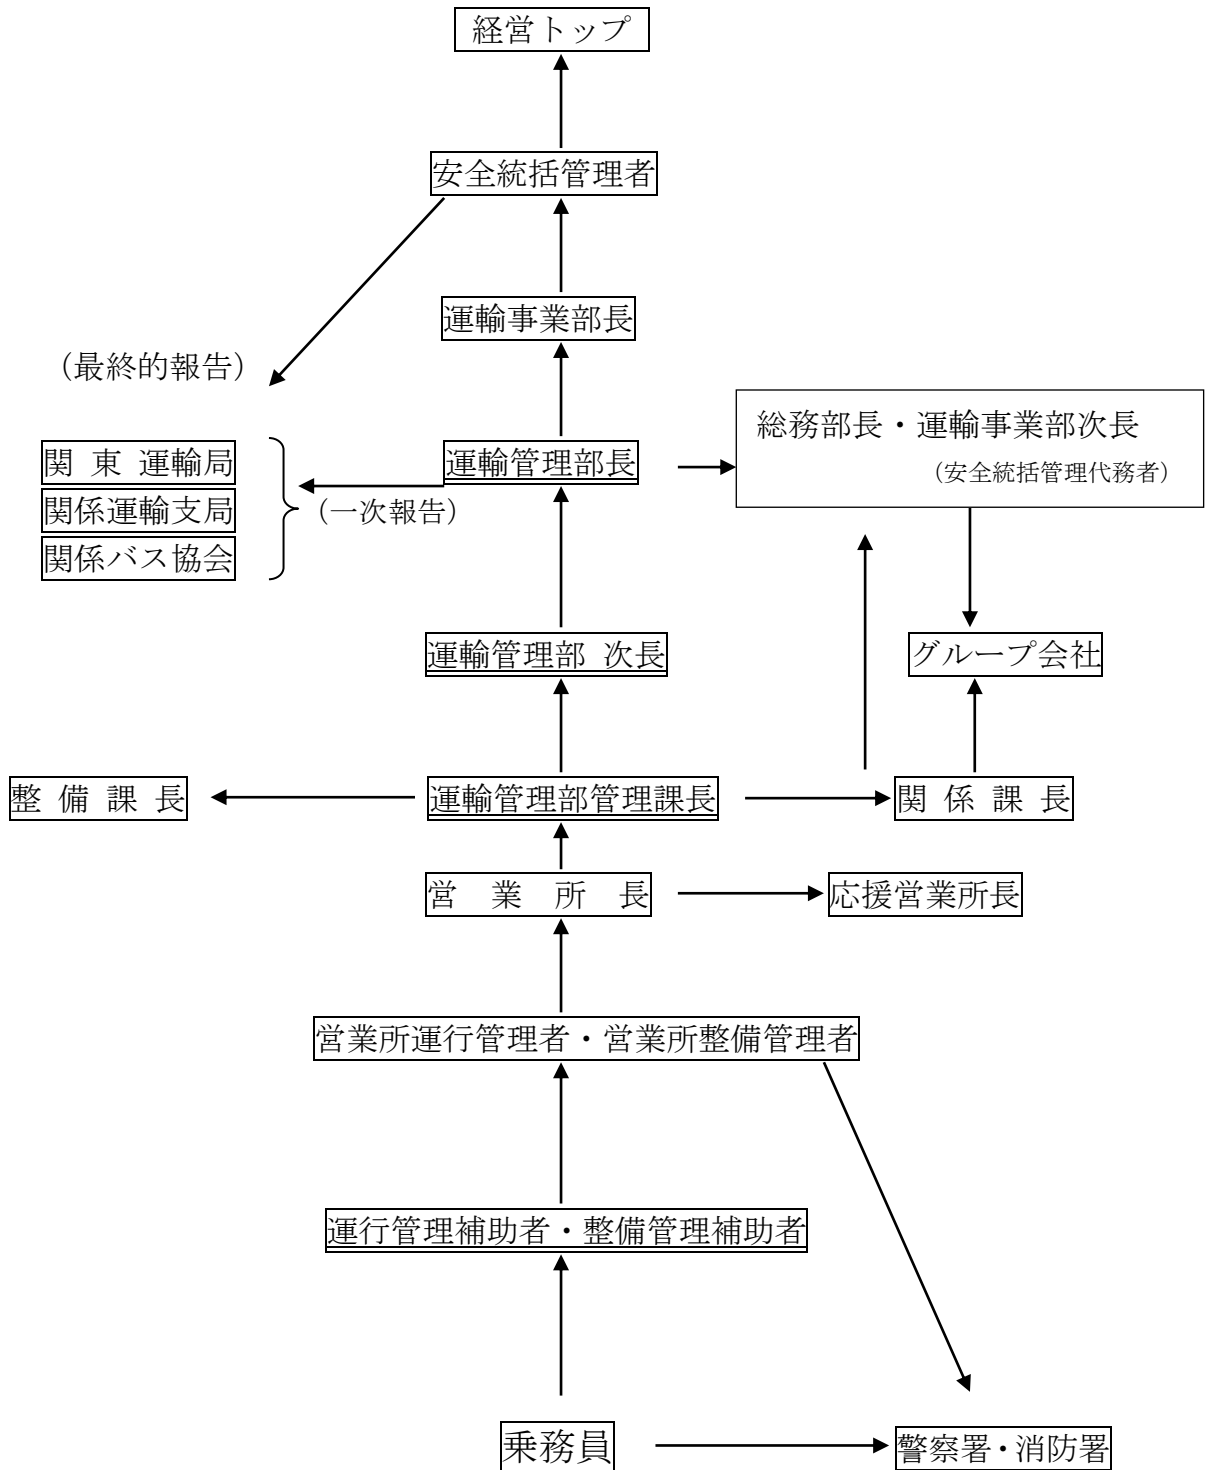 経営トップ
安全統括管理者
運輸事業部長
（最終的報告）
総務部長・運輸事業部次長
（安全統括管理代務者）
関 東 運輸局
運輸管理部長
関係運輸支局
（一次報告）
関係バス協会
運輸管理部 次長
グループ会社
整 備 課 長
運輸管理部管理課長
関 係 課 長
営 業 所 長
応援営業所長
営業所運行管理者・営業所整備管理者
運行管理補助者・整備管理補助者
乗務員
警察署・消防署